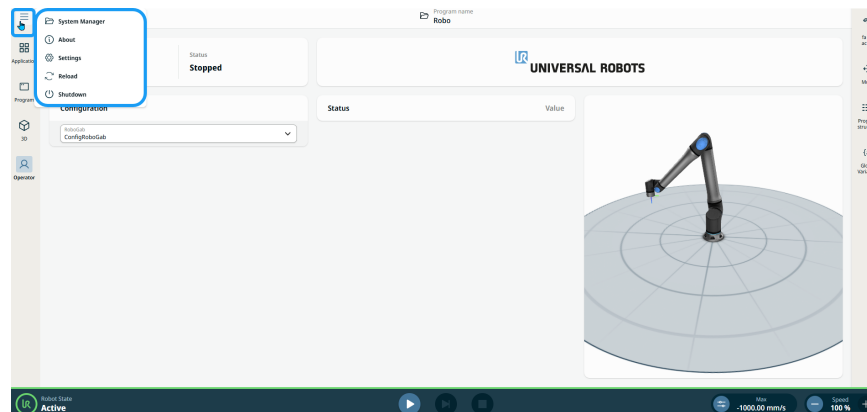 Program name
Robo
System Manager
About
Settings
Reload
Shutdown
Application
Program
3D
Operator
Status
Stopped
UR
UNIVERSAL ROBOTS
Configuration
RoboGab
ConfigRoboGab
Status
Value
Robot State
Active
Max
-1000.00 mm/s
Speed
100 %